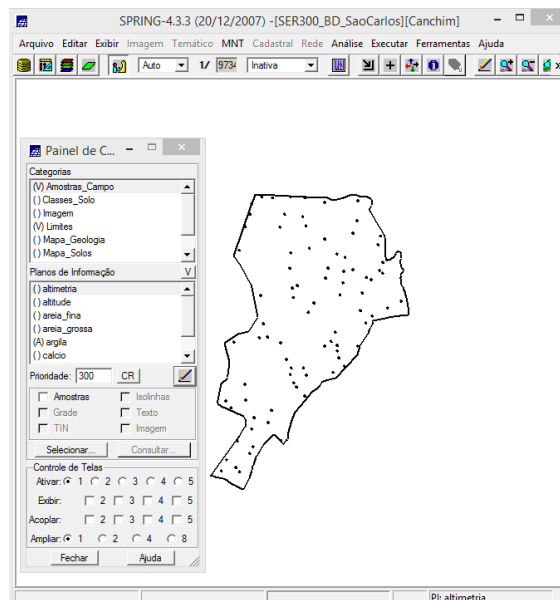 SPRING-4.3.3 (20/12/2007) -[SER300_BD_SaoCarlos][Canchim]
Arquivo Editar Exibir Imagem Temático MNT Cadastral Rede Análise Executar Ferramentas Ajuda
Auto 1/ 9734 Inativa
Painel de C...
Categorias
(V) Amostras_Campo
( ) Classes_Solo
( ) Imagem
(V) Limites
( ) Mapa_Geologia
( ) Mapa_Solos
Planos de Informação V
( ) altimetria
( ) altitude
( ) areia_fina
( ) areia_grossa
(A) argila
( ) calcio
Prioridade: 300 CR
Amostras Isolinhas
Grade Texto
TIN Imagem
Selecionar... Consultar...
Controle de Telas
Ativar: 1 2 3 4 5
Exibir: 2 3 4 5
Acoplar: 2 3 4 5
Ampliar: 1 2 4 8
Fechar Ajuda
PI: altimetria